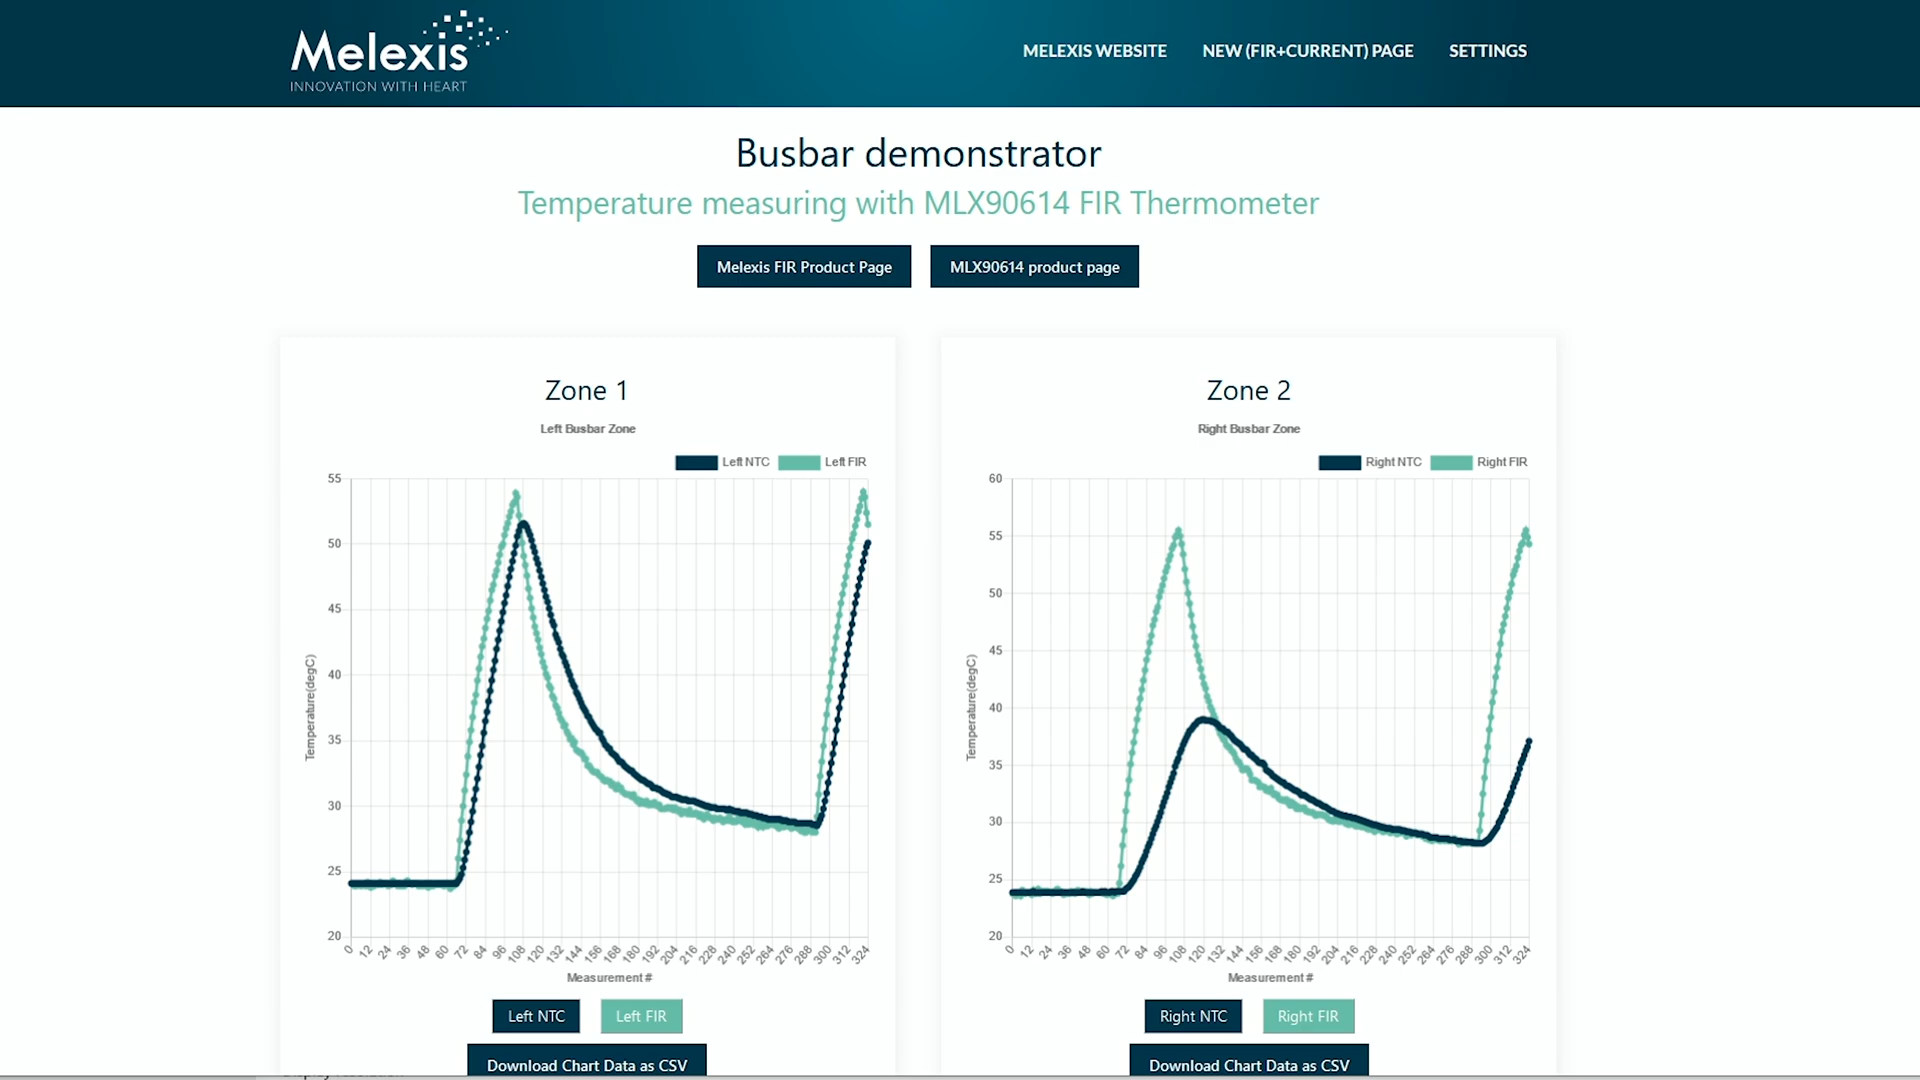 Melexis
INNOVATION WITH HEART
MELEXIS WEBSITE
NEW (FIR+CURRENT) PAGE
SETTINGS
Busbar demonstrator
Temperature measuring with MLX90614 FIR Thermometer
Melexis FIR Product Page
MLX90614 product page
Zone 1
Left Busbar Zone
Left NTC
Left FIR
55
50
45
40
35
30
25
20
Temperature(degC)
0 12 24 36 48 60 72 84 96 108 120 132 144 156 168 180 192 204 216 228 240 252 264 276 288 300 312 324
Measurement #
Left NTC
Left FIR
Download Chart Data as CSV
Zone 2
Right Busbar Zone
Right NTC
Right FIR
60
55
50
45
40
35
30
25
20
Temperature(degC)
0 12 24 36 48 60 72 84 96 108 120 132 144 156 168 180 192 204 216 228 240 252 264 276 288 300 312 324
Measurement #
Right NTC
Right FIR
Download Chart Data as CSV